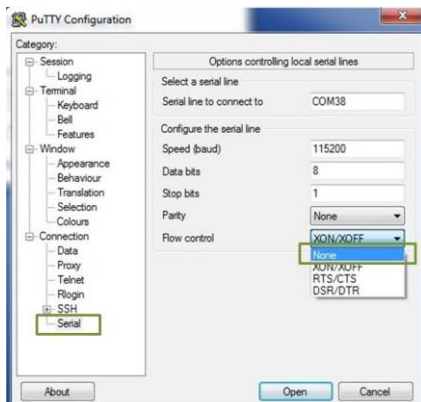 PuTTY Configuration
Category:
Session
Logging
Terminal
Keyboard
Bell
Features
Window
Appearance
Behaviour
Translation
Selection
Colours
Connection
Data
Proxy
Telnet
Rlogin
SSH
Serial
Options controlling local serial lines
Select a serial line
Serial line to connect to COM38
Configure the serial line
Speed (baud) 115200
Data bits 8
Stop bits 1
Parity None
Flow control XON/XOFF
None
XON/XOFF
RTS/CTS
DSR/DTR
About Open Cancel